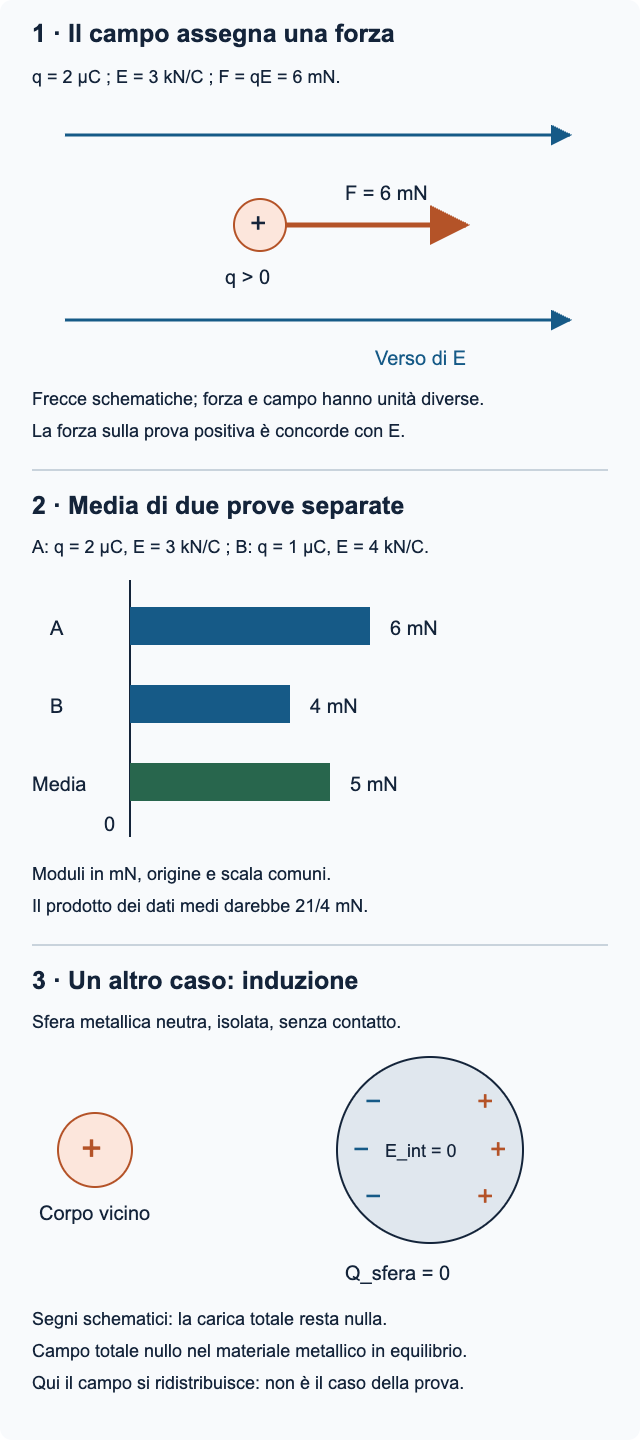 1 · Il campo assegna una forza
q = 2 µC ; E = 3 kN/C ; F = qE = 6 mN.
F = 6 mN
+
q > 0
Verso di E
Frecce schematiche; forza e campo hanno unità diverse.
La forza sulla prova positiva è concorde con E.
2 · Media di due prove separate
A: q = 2 µC, E = 3 kN/C ; B: q = 1 µC, E = 4 kN/C.
A
6 mN
B
4 mN
Media
5 mN
0
Moduli in mN, origine e scala comuni.
Il prodotto dei dati medi darebbe 21/4 mN.
3 · Un altro caso: induzione
Sfera metallica neutra, isolata, senza contatto.
− +
+
− E_int = 0 +
− +
Corpo vicino
Q_sfera = 0
Segni schematici: la carica totale resta nulla.
Campo totale nullo nel materiale metallico in equilibrio.
Qui il campo si ridistribuisce: non è il caso della prova.